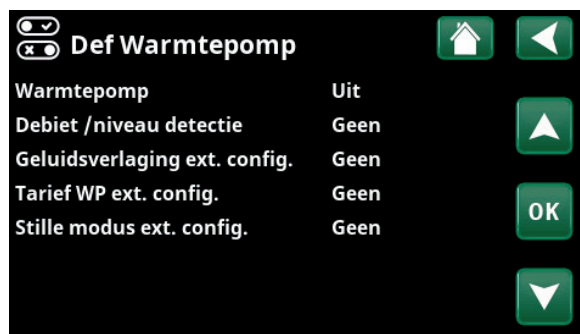 Def Warmtepomp
Warmtepomp Uit
Debiet /niveau detectie Geen
Geluidsverlaging ext. config. Geen
Tarief WP ext. config. Geen
Stille modus ext. config. Geen
OK